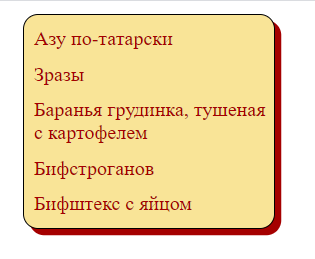 Азу по-татарски
Зразы
Баранья грудинка, тушеная
с картофелем
Бифстроганов
Бифштекс с яйцом